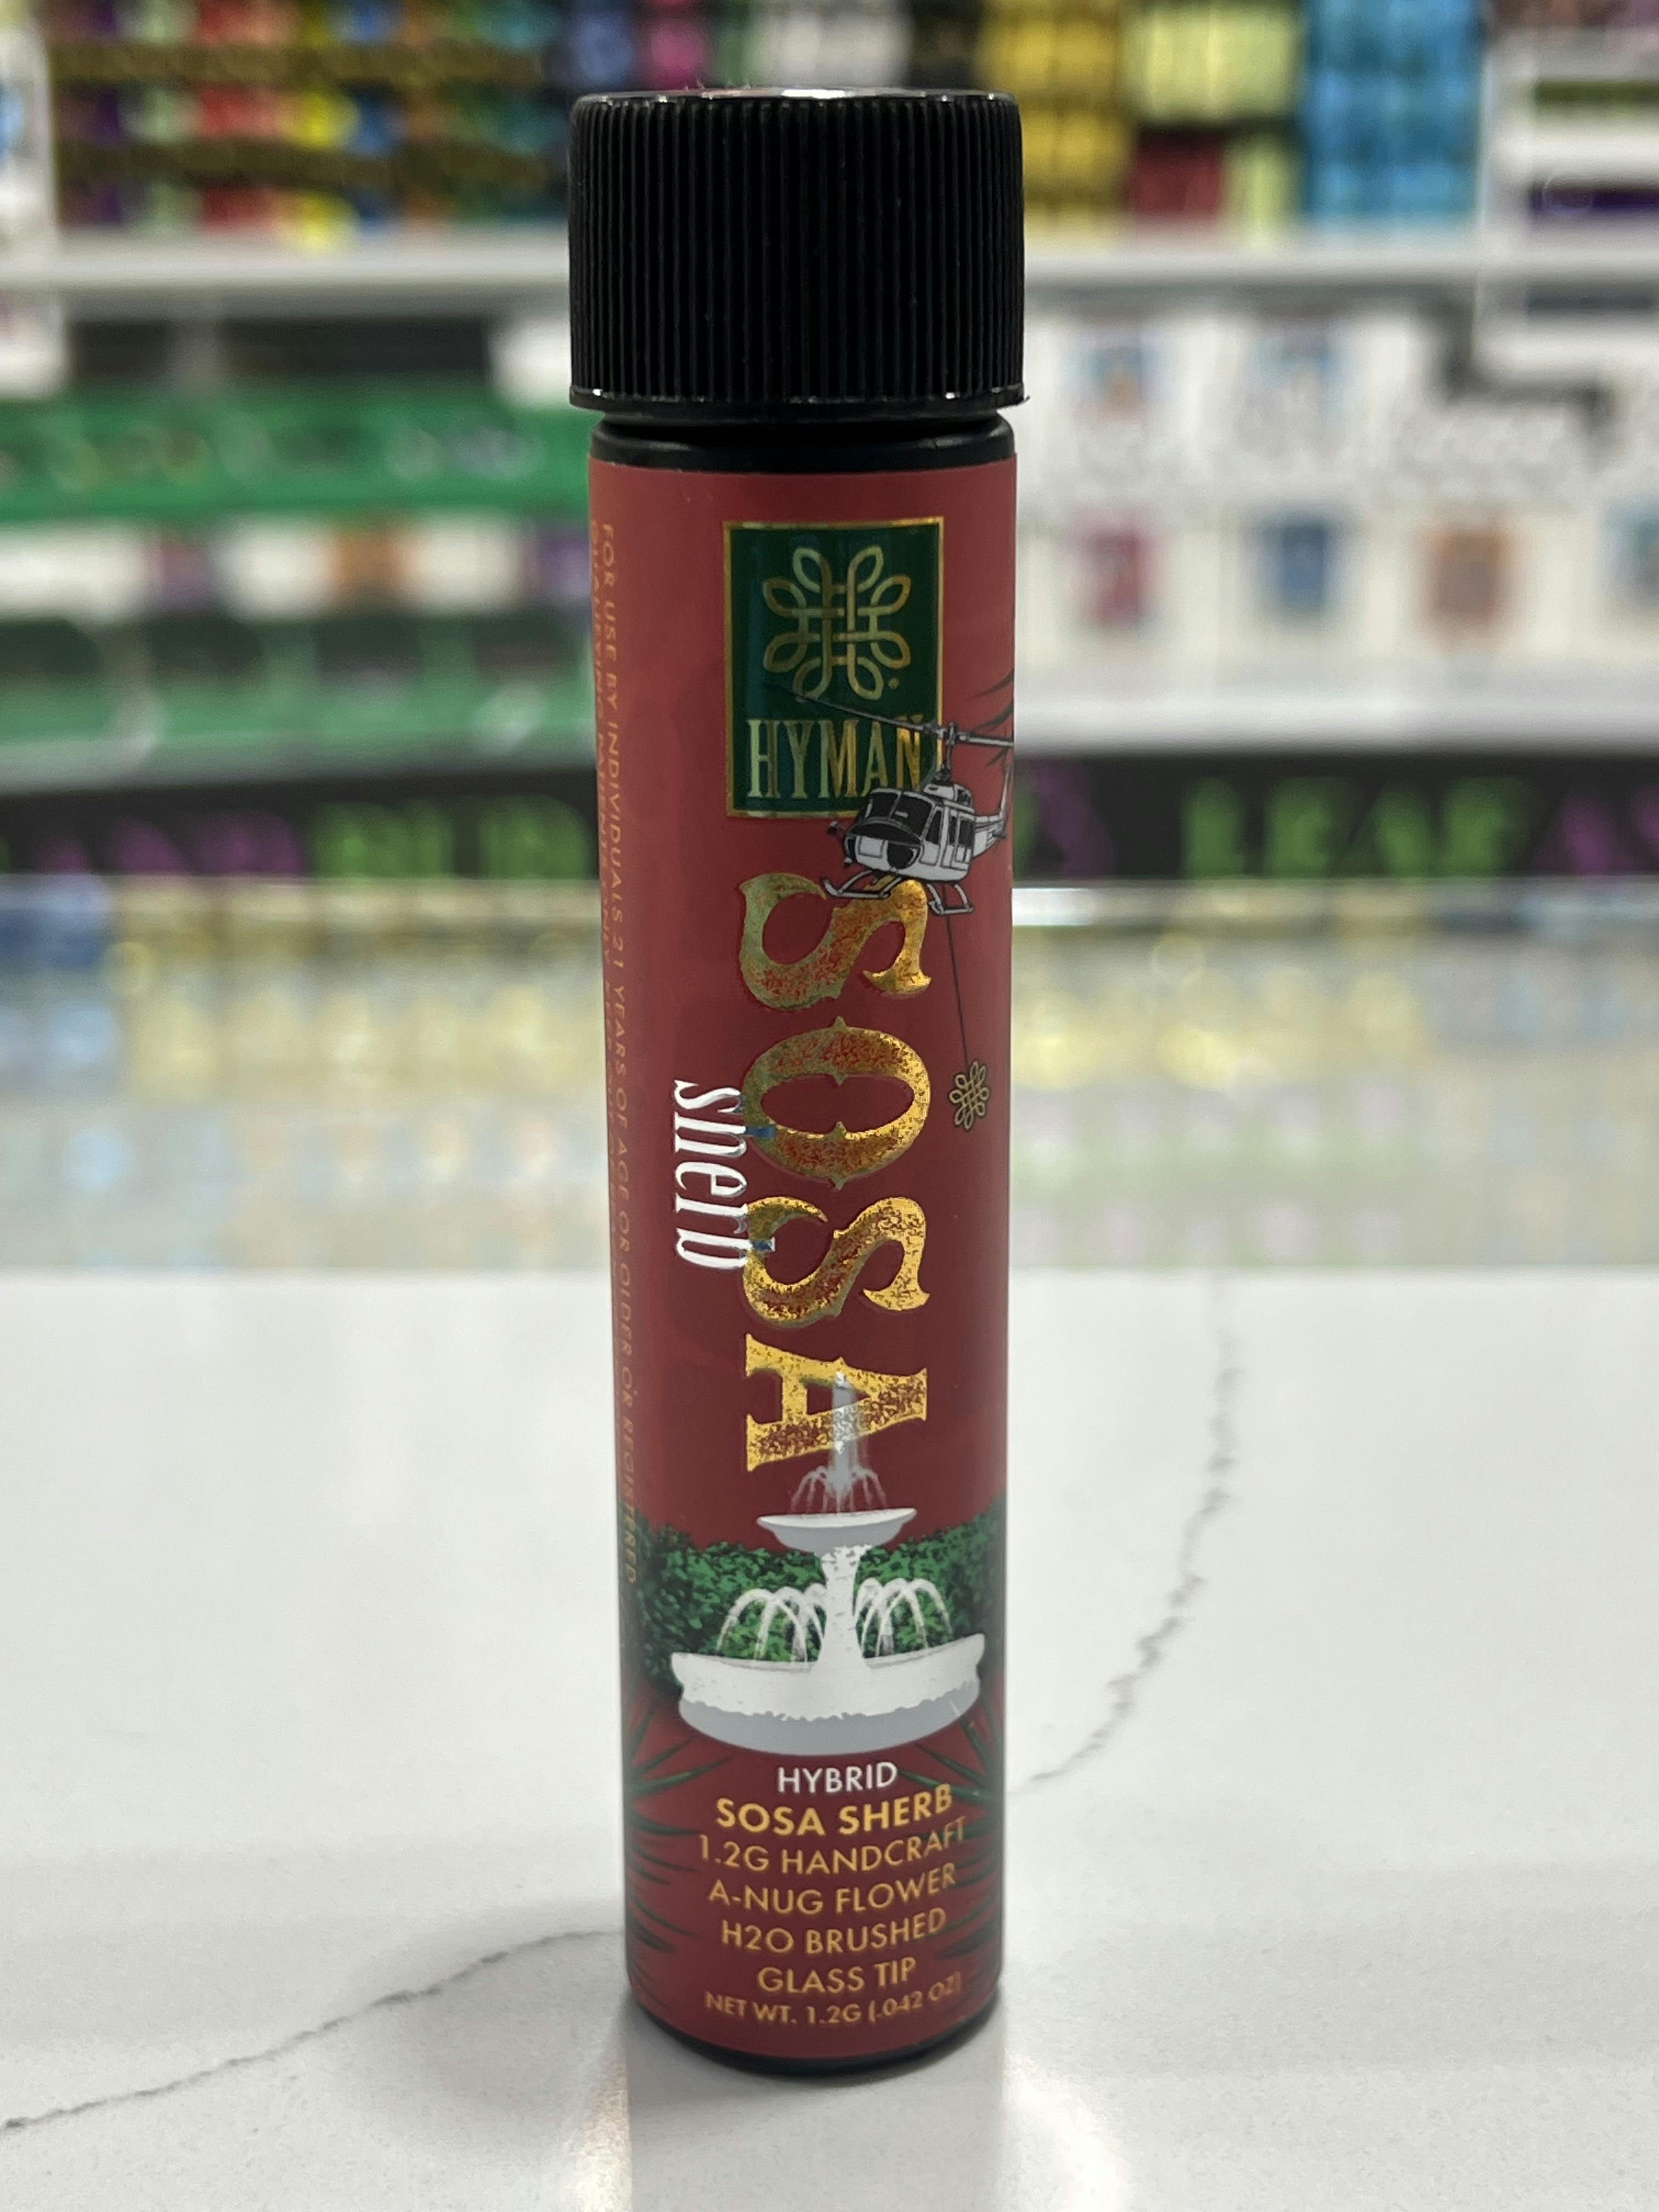 HYMAN
SOSA
sherb
HYBRID
SOSA SHERB
1.2G HANDCRAFT
A-NUG FLOWER
H2O BRUSHED
GLASS TIP
NET WT. 1.2G (.042 OZ)
FOR USE BY INDIVIDUALS 21 YEARS OF AGE OR OLDER OR REGISTERED
LEAF